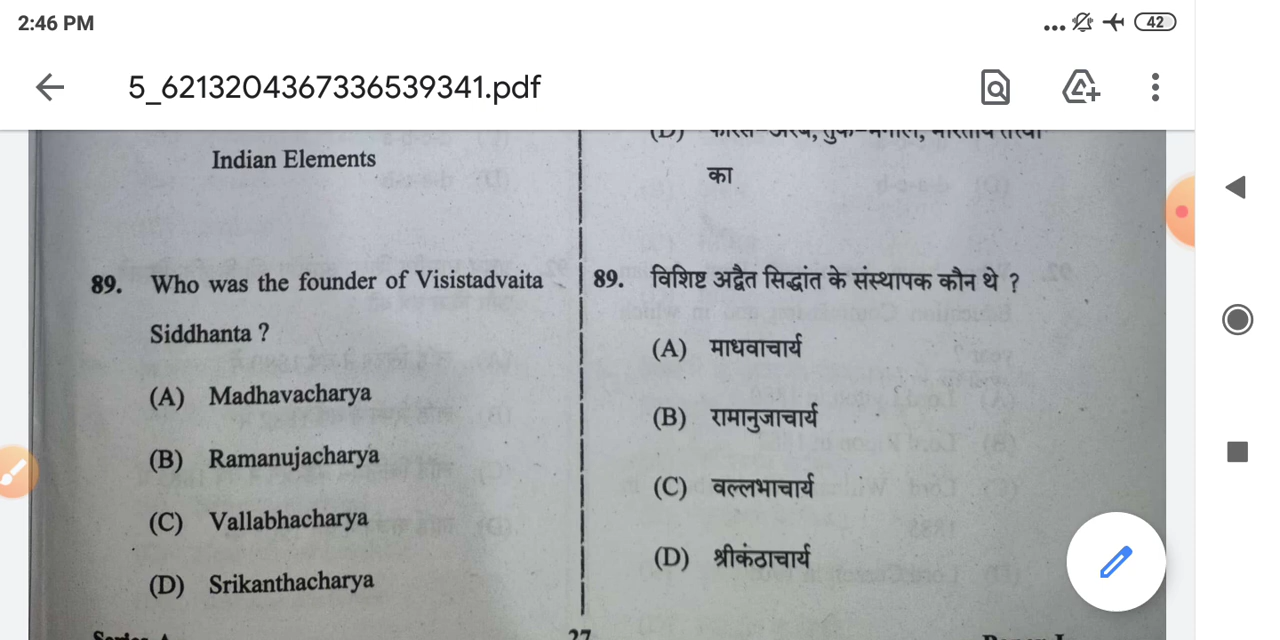 2:46 PM
42
5_6213204367336539341.pdf
Indian Elements
का
89. Who was the founder of Visistadvaita
Siddhanta ?
(A) Madhavacharya
(B) Ramanujacharya
(C) Vallabhacharya
(D) Srikanthacharya
89. विशिष्ट अद्वैत सिद्धांत के संस्थापक कौन थे ?
(A) माधवाचार्य
(B) रामानुजाचार्य
(C) वल्लभाचार्य
(D) श्रीकंठाचार्य
27